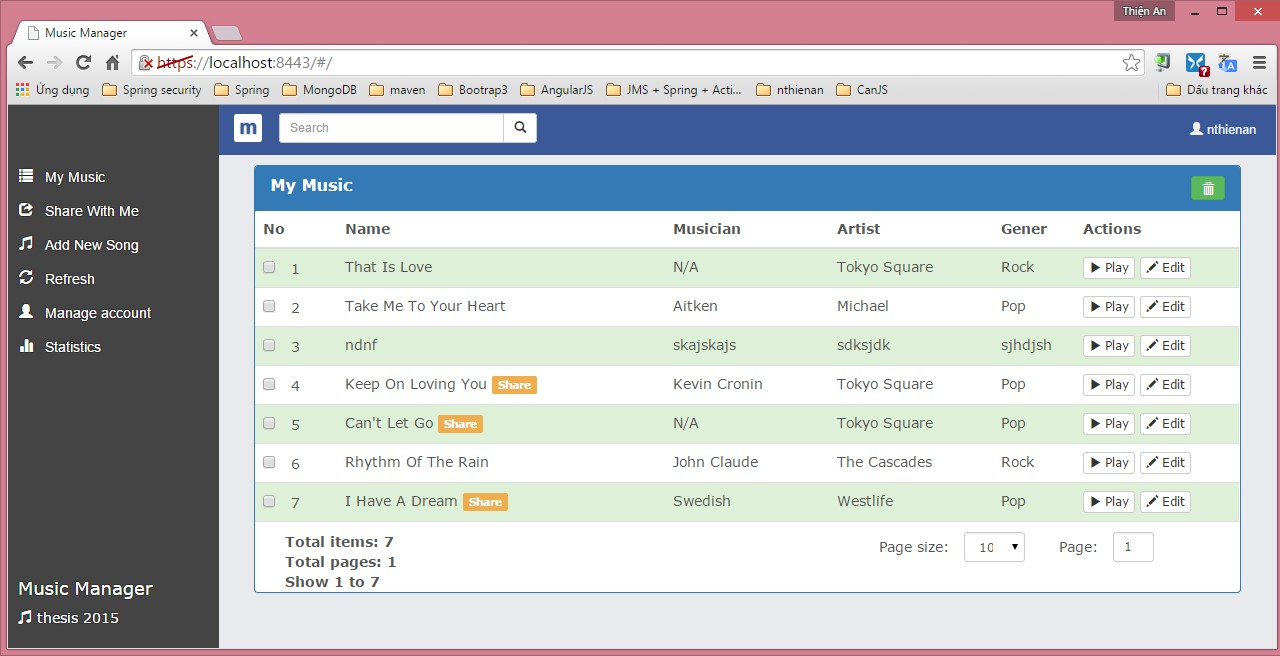 Thiện An
Music Manager
https://localhost:8443/#/
Ứng dụng Spring security Spring MongoDB maven Bootrap3 AngularJS JMS + Spring + Acti... nthienan CanJS Dấu trang khác
m Search nthienan
My Music
Share With Me
Add New Song
Refresh
Manage account
Statistics
Music Manager
thesis 2015
My Music
No Name Musician Artist Gener Actions
1 That Is Love N/A Tokyo Square Rock Play Edit
2 Take Me To Your Heart Aitken Michael Pop Play Edit
3 ndnf skajskajs sdksjdk sjhdjsh Play Edit
4 Keep On Loving You Share Kevin Cronin Tokyo Square Pop Play Edit
5 Can't Let Go Share N/A Tokyo Square Pop Play Edit
6 Rhythm Of The Rain John Claude The Cascades Rock Play Edit
7 I Have A Dream Share Swedish Westlife Pop Play Edit
Total items: 7
Total pages: 1
Show 1 to 7
Page size: 10 Page: 1